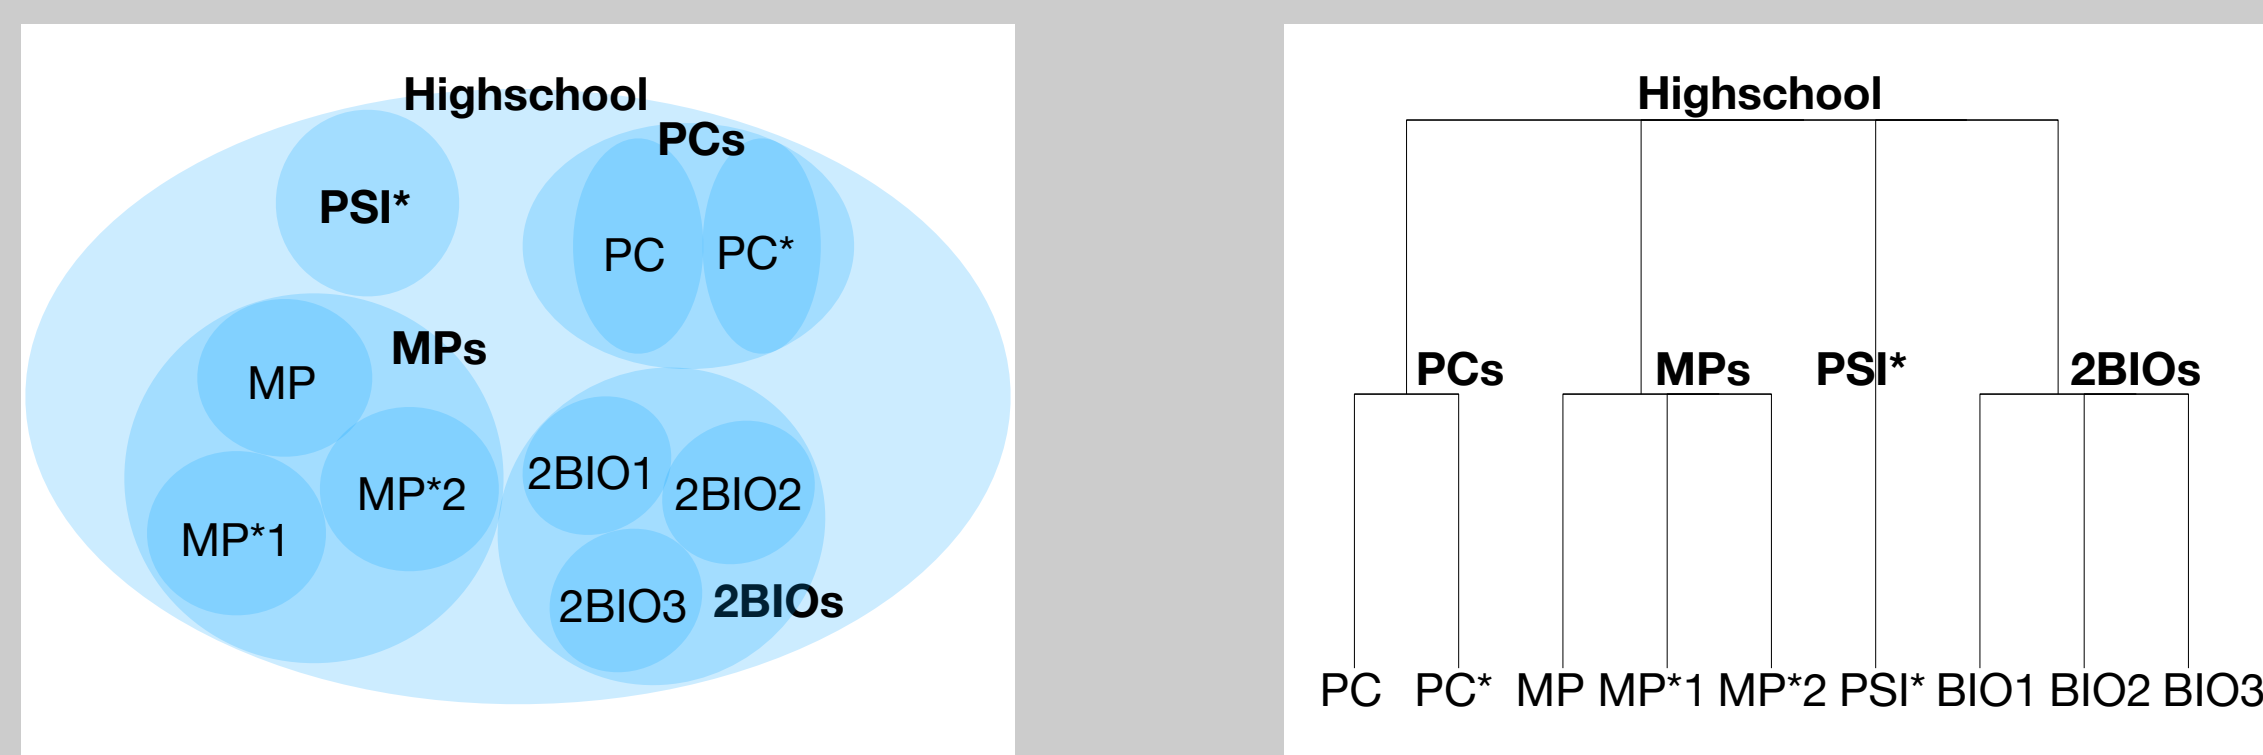 Highschool
PCs
PSI*
PC PC*
MPs
MP
2BIO1 2BIO2
MP*2
MP*1
2BIO3 2BIOs
Highschool
PCs MPs PSI* 2BIOs
PC PC* MP MP*1 MP*2 PSI* BIO1 BIO2 BIO3